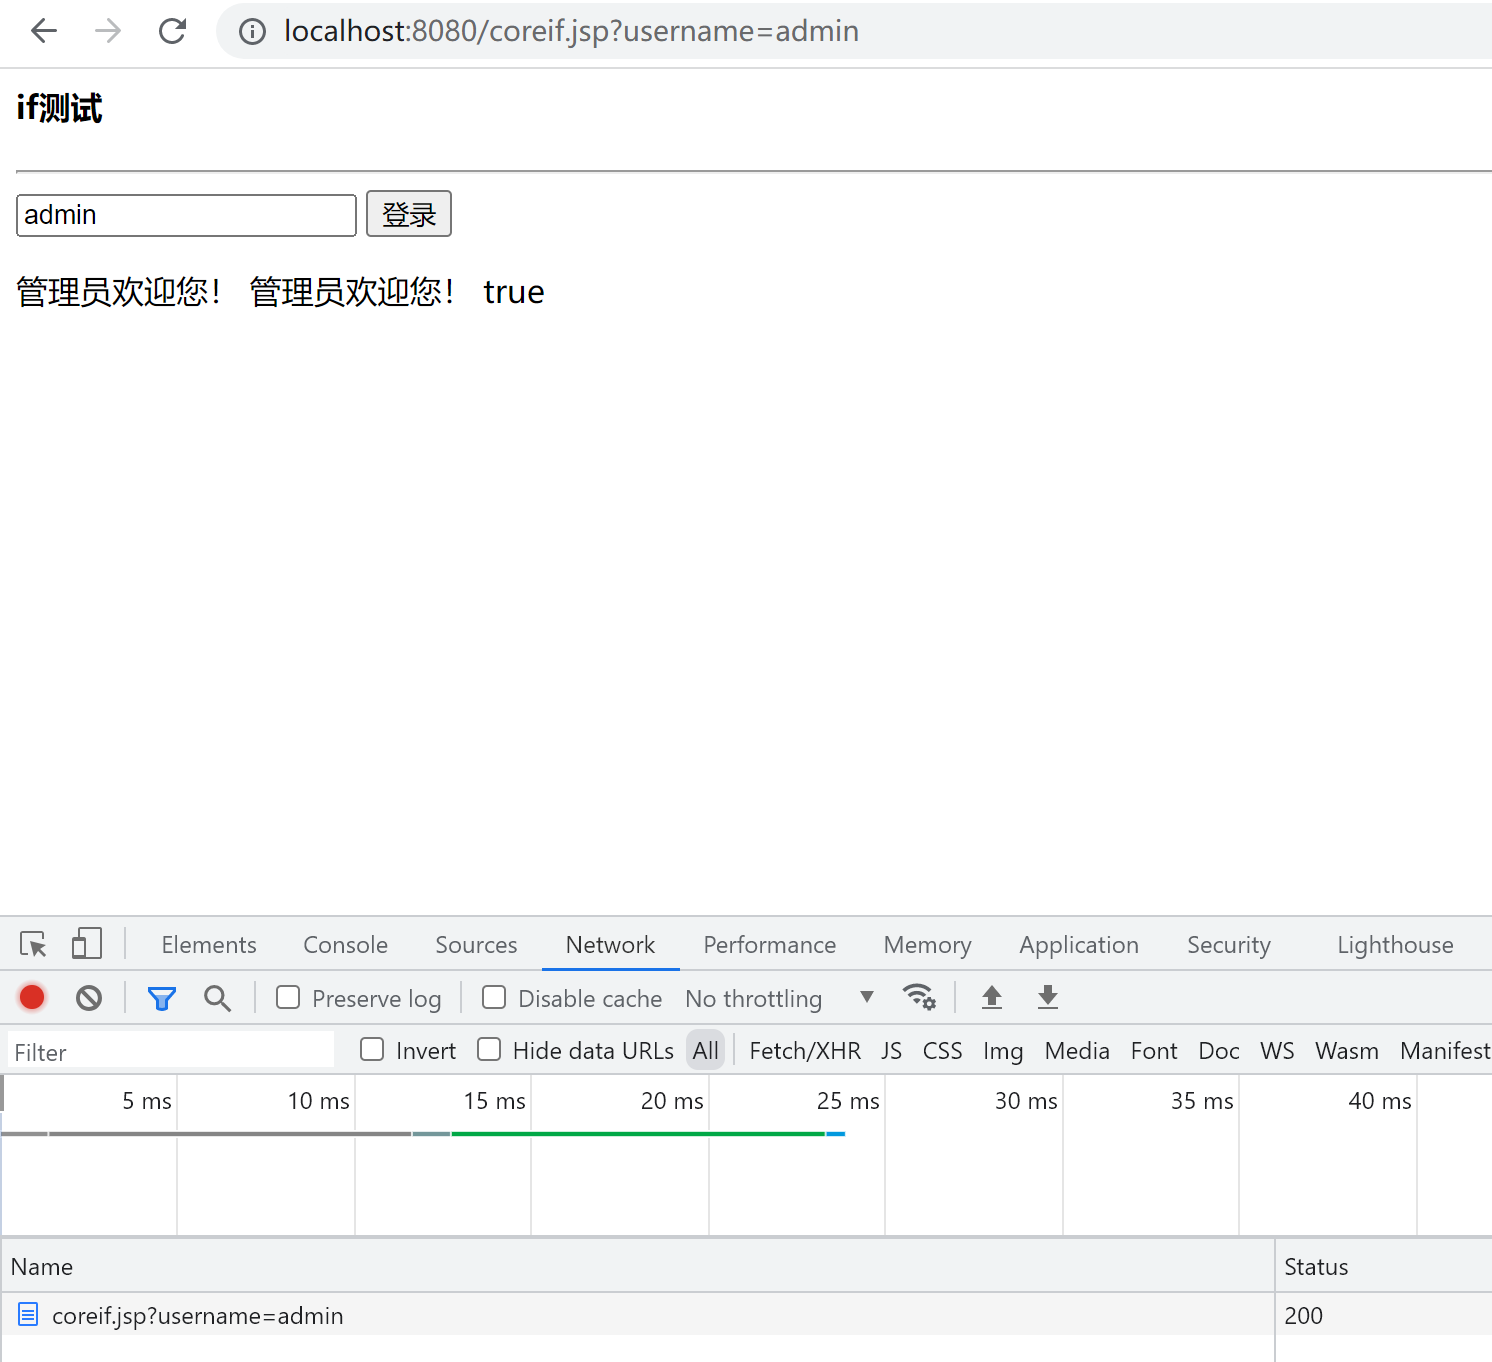 localhost:8080/coreif.jsp?username=admin
if测试
admin 登录
管理员欢迎您！ 管理员欢迎您！ true
Elements Console Sources Network Performance Memory Application Security Lighthouse
Preserve log Disable cache No throttling
Filter Invert Hide data URLs All Fetch/XHR JS CSS Img Media Font Doc WS Wasm Manifest
5 ms 10 ms 15 ms 20 ms 25 ms 30 ms 35 ms 40 ms
Name Status
coreif.jsp?username=admin 200